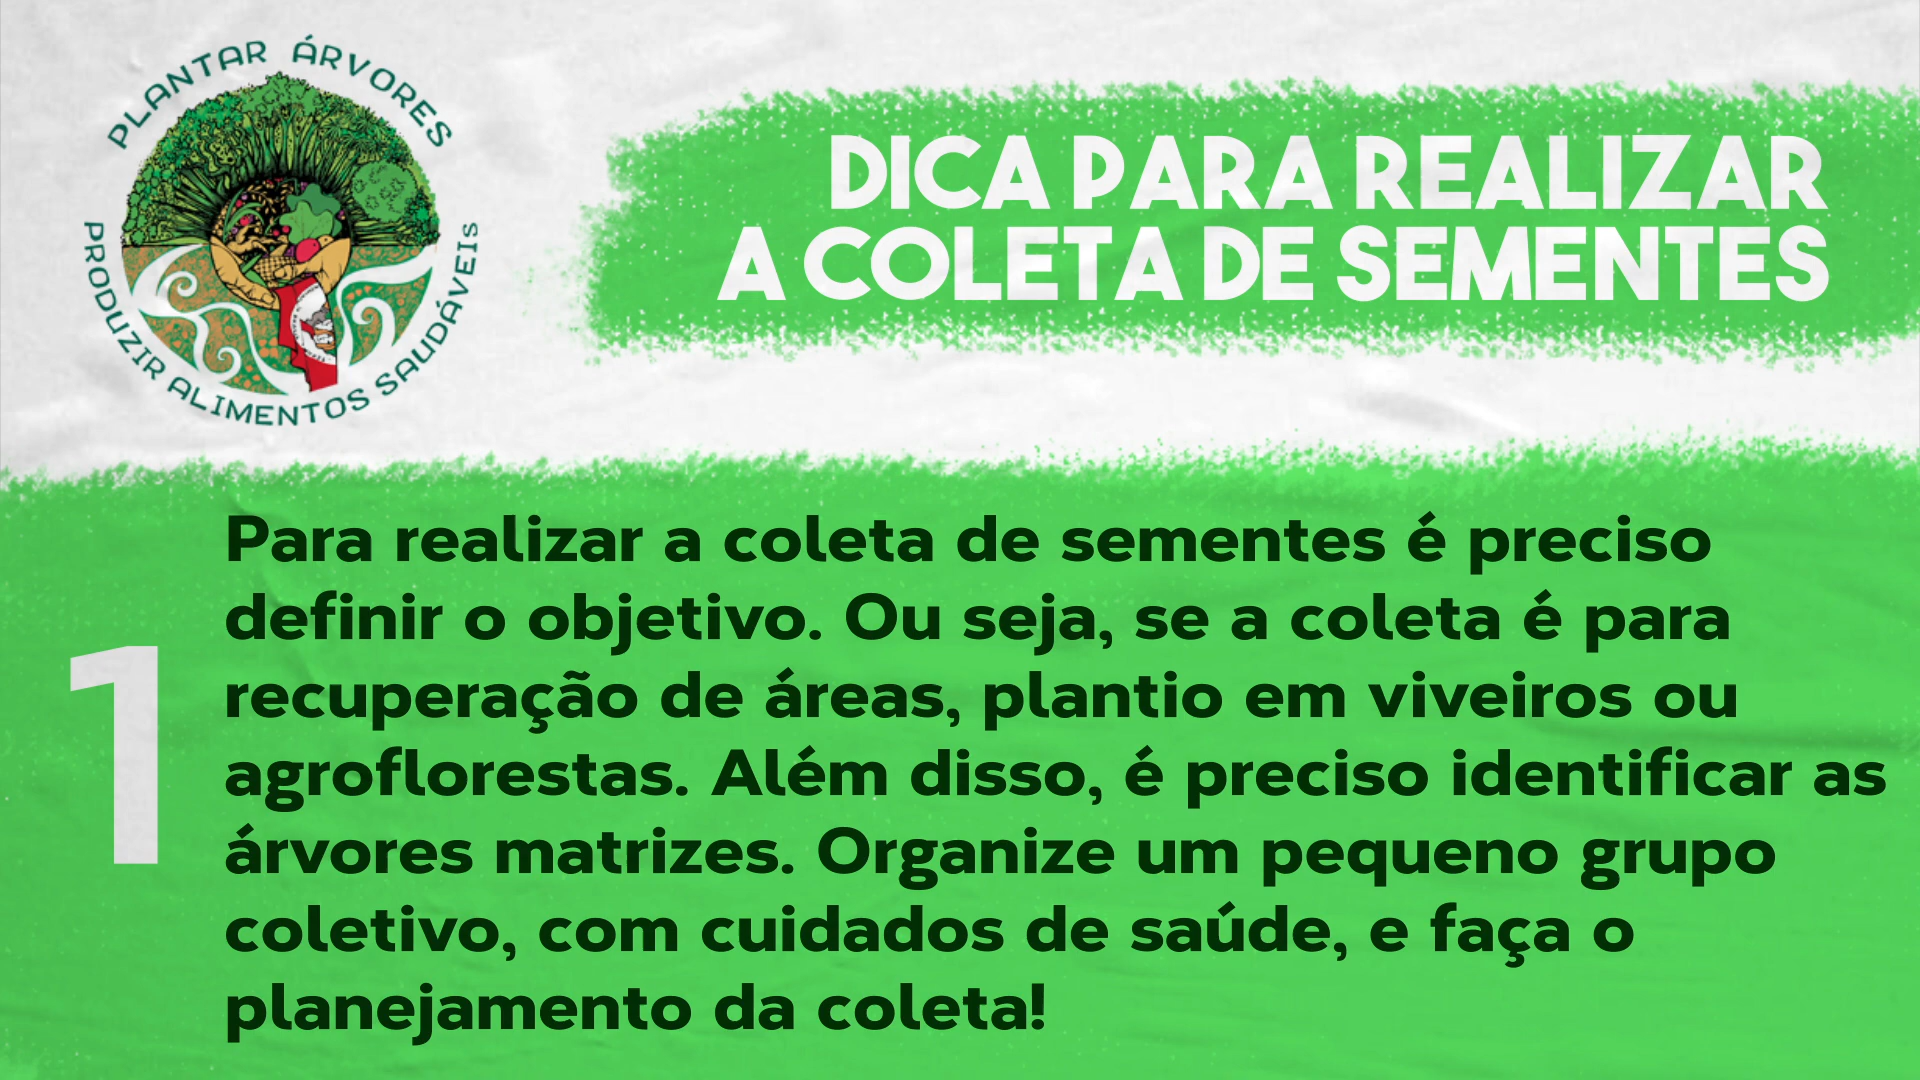 PLANTAR ÁRVORES
PRODUZIR ALIMENTOS SAUDÁVEIS
DICA PARA REALIZAR
A COLETA DE SEMENTES
1
Para realizar a coleta de sementes é preciso
definir o objetivo. Ou seja, se a coleta é para
recuperação de áreas, plantio em viveiros ou
agroflorestas. Além disso, é preciso identificar as
árvores matrizes. Organize um pequeno grupo
coletivo, com cuidados de saúde, e faça o
planejamento da coleta!